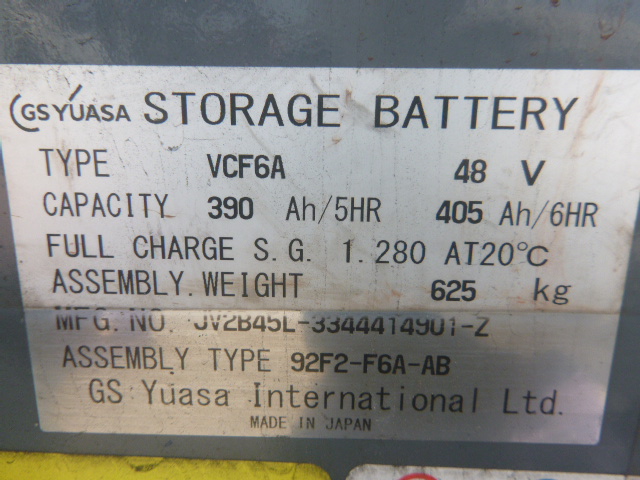 GS YUASA STORAGE BATTERY
TYPE VCF6A 48 V
CAPACITY 390 Ah/5HR 405 Ah/6HR
FULL CHARGE S.G. 1.280 AT20℃
ASSEMBLY.WEIGHT 625 kg
MFG. NO. JV2B45L-3344414901-Z
ASSEMBLY TYPE 92F2-F6A-AB
GS Yuasa International Ltd.
MADE IN JAPAN